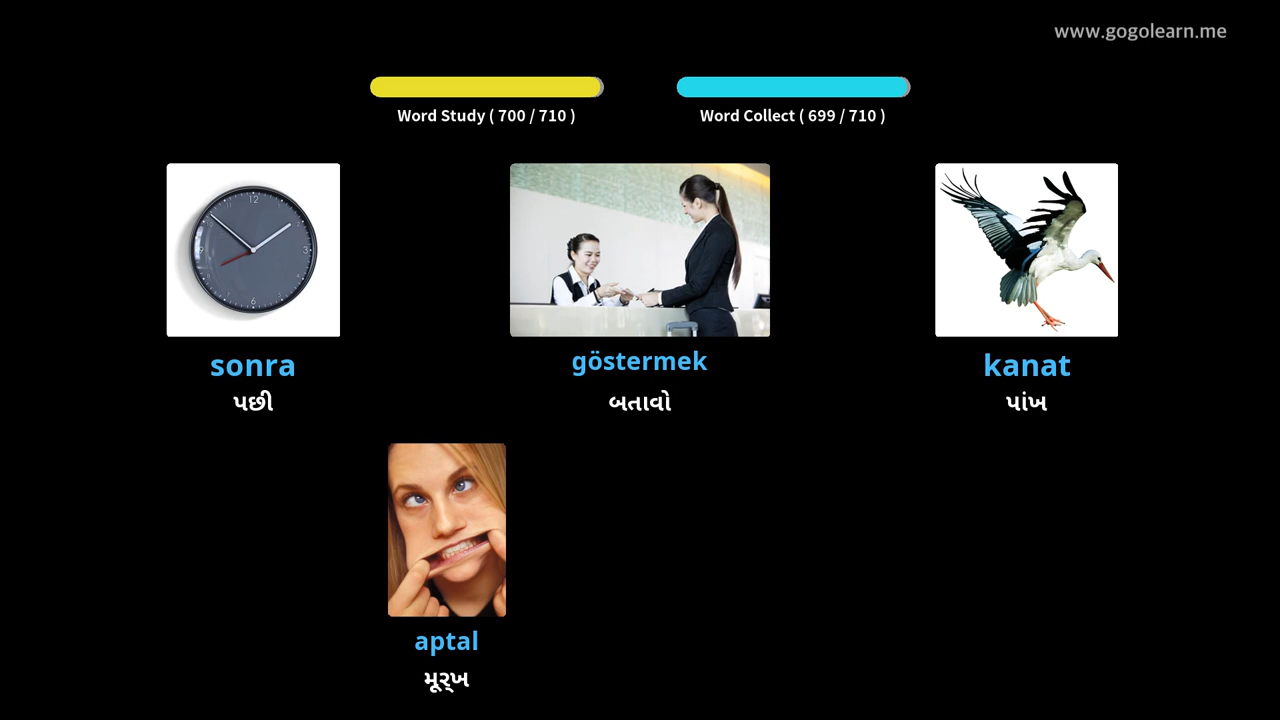 www.gogolearn.me
Word Study ( 700 / 710 )
Word Collect ( 699 / 710 )
sonra
પછી
göstermek
બતાવો
kanat
પાંખ
aptal
મૂર્ખ